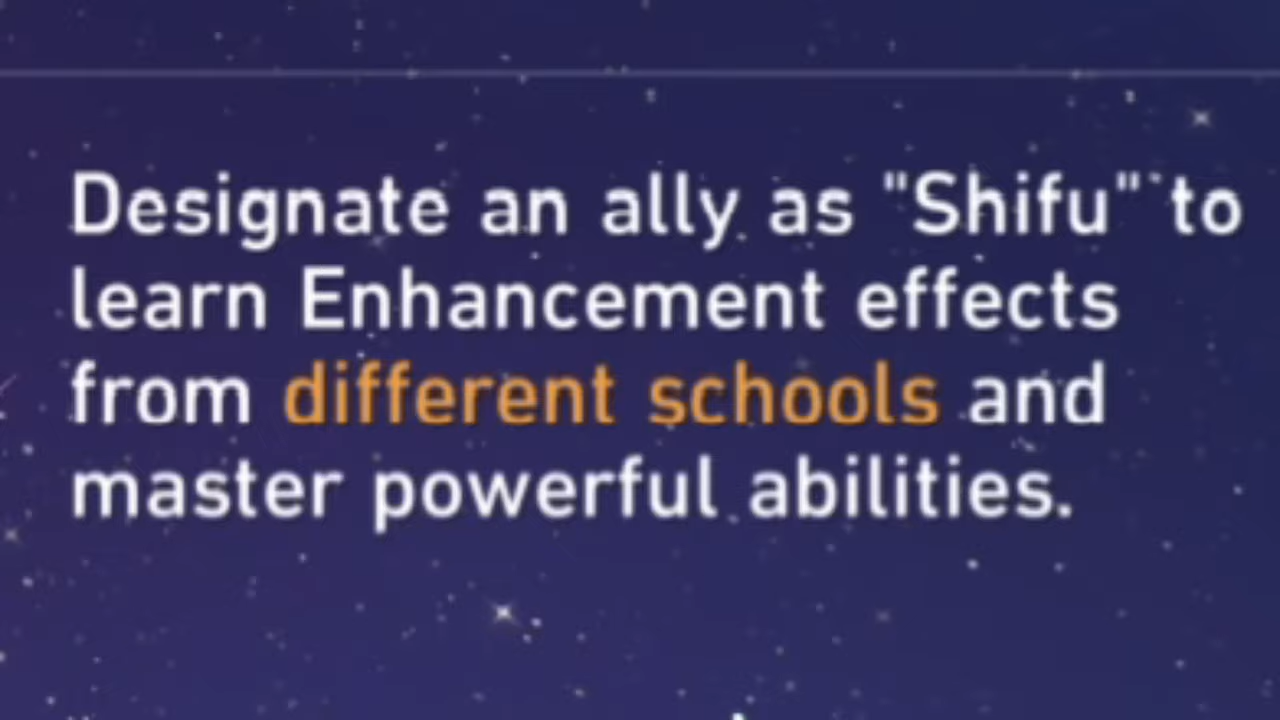 Designate an ally as "Shifu" to
learn Enhancement effects
from different schools and
master powerful abilities.